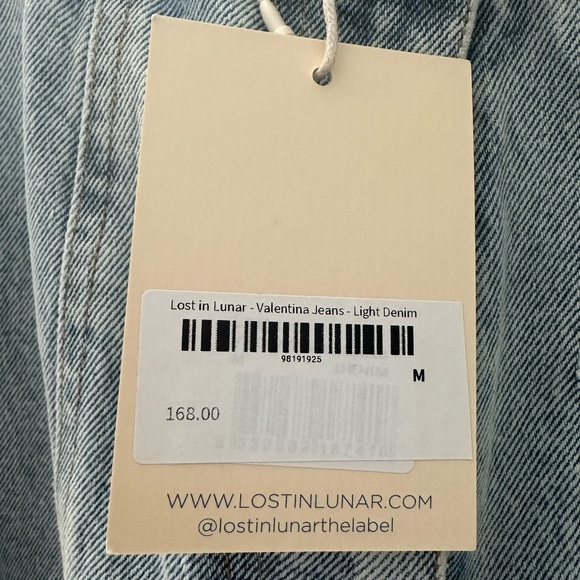 Lost in Lunar - Valentina Jeans - Light Denim
98191925
M
168.00
WWW.LOSTINLUNAR.COM
@lostinlunarthelabel